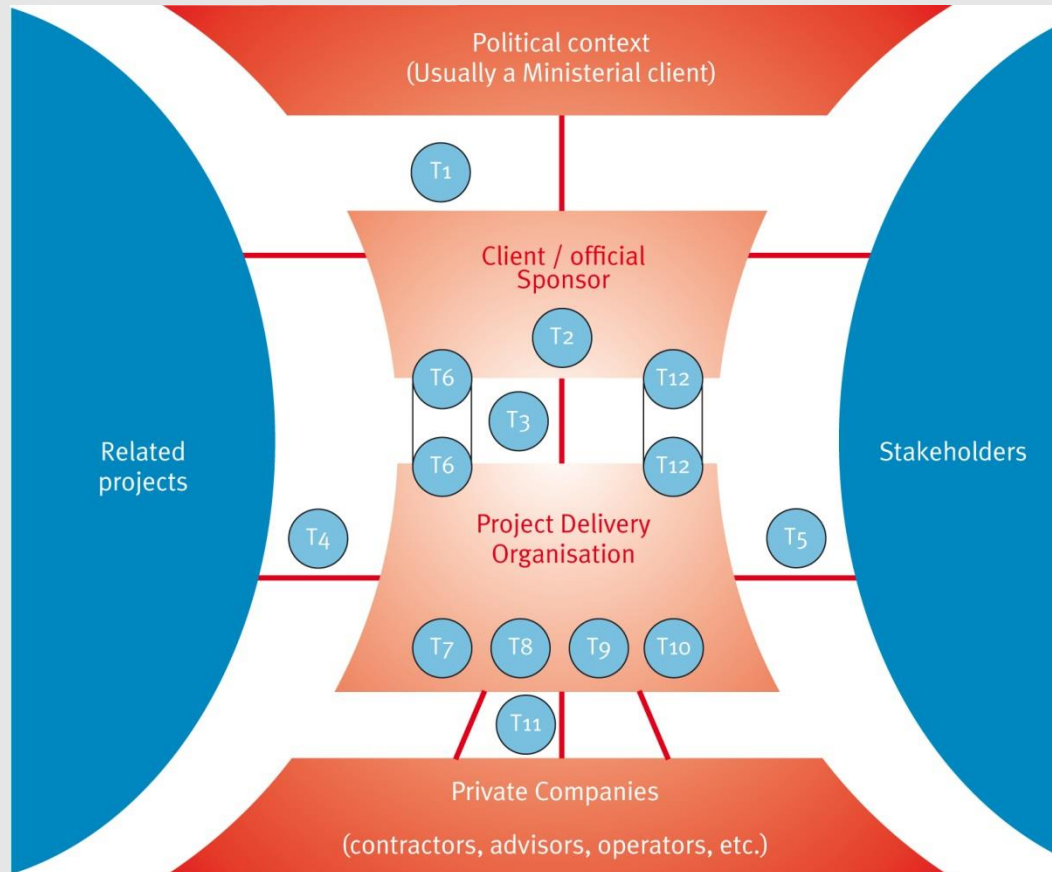 Political context
(Usually a Ministerial client)
T1
Client / official
Sponsor
T2
T6
T12
T3
Related
projects
Stakeholders
T6
T12
Project Delivery
Organisation
T4
T5
T7
T8
T9
T10
T11
Private Companies
(contractors, advisors, operators, etc.)